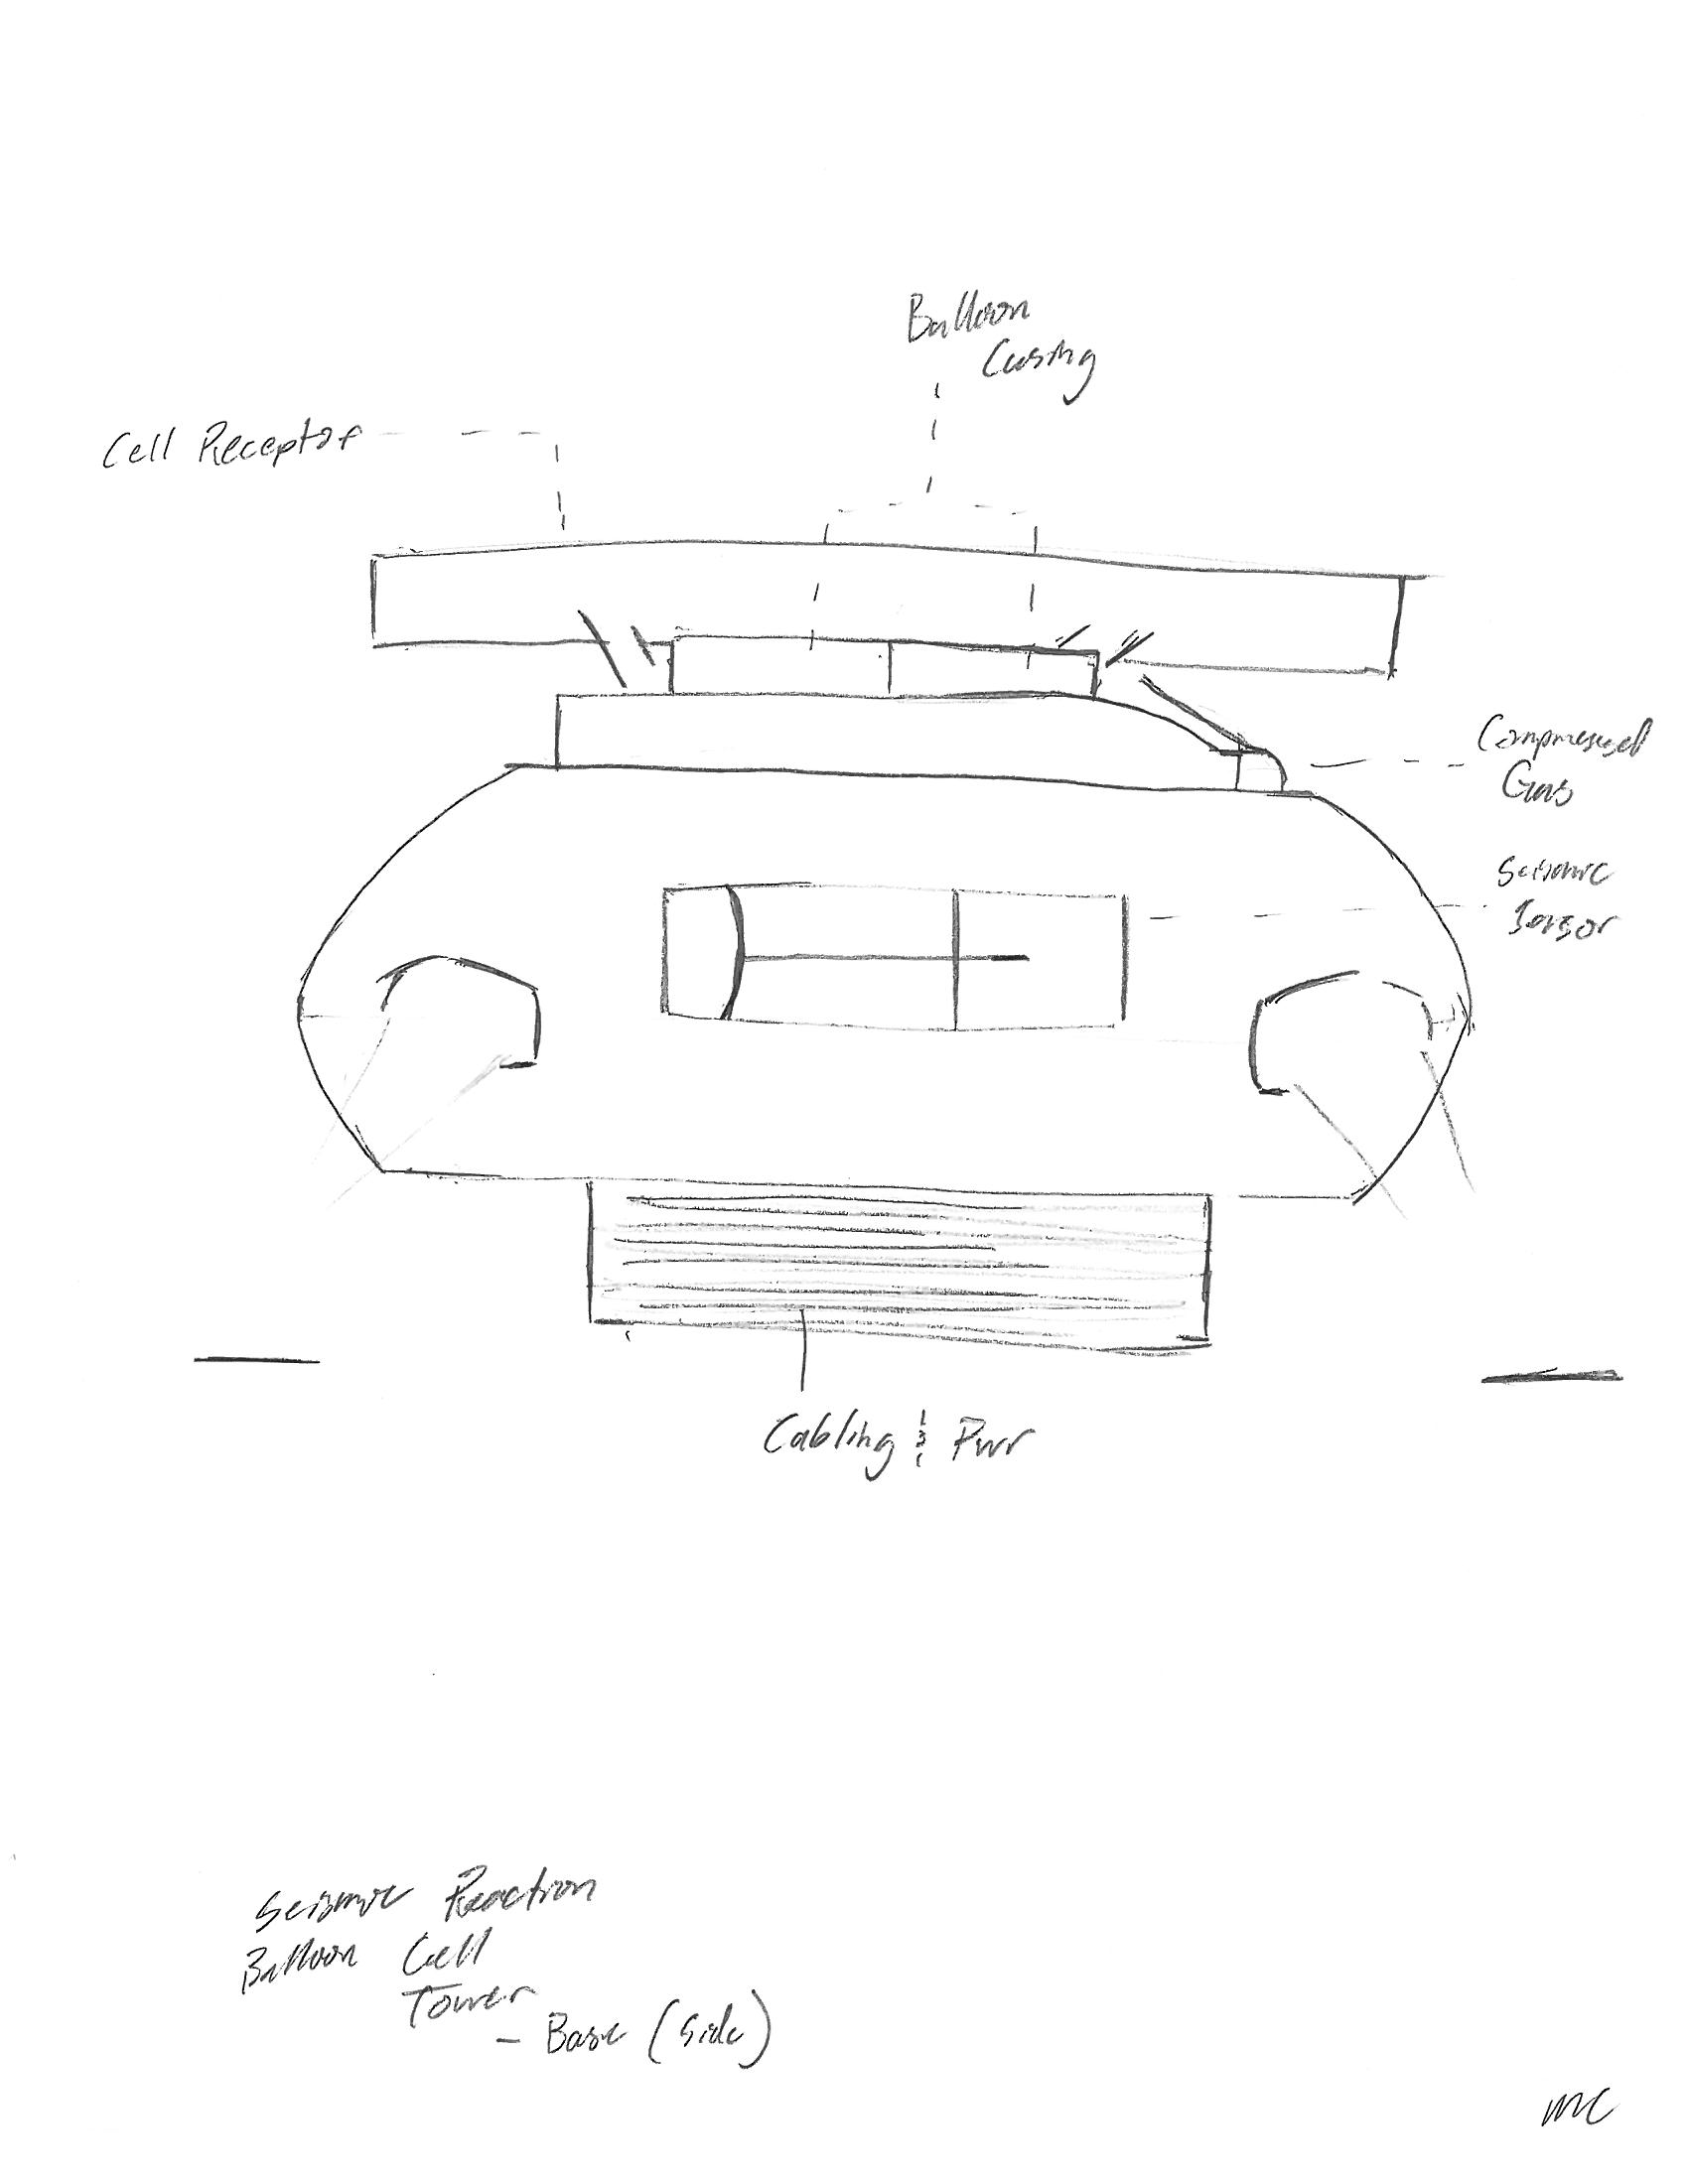 Balloon
Casing
Cell Receptor
Compressed
Gas
Seismic
Sensor
Cabling & Pwr
Seismic Reaction
Balloon Cell
Tower
- Base (side)
MC